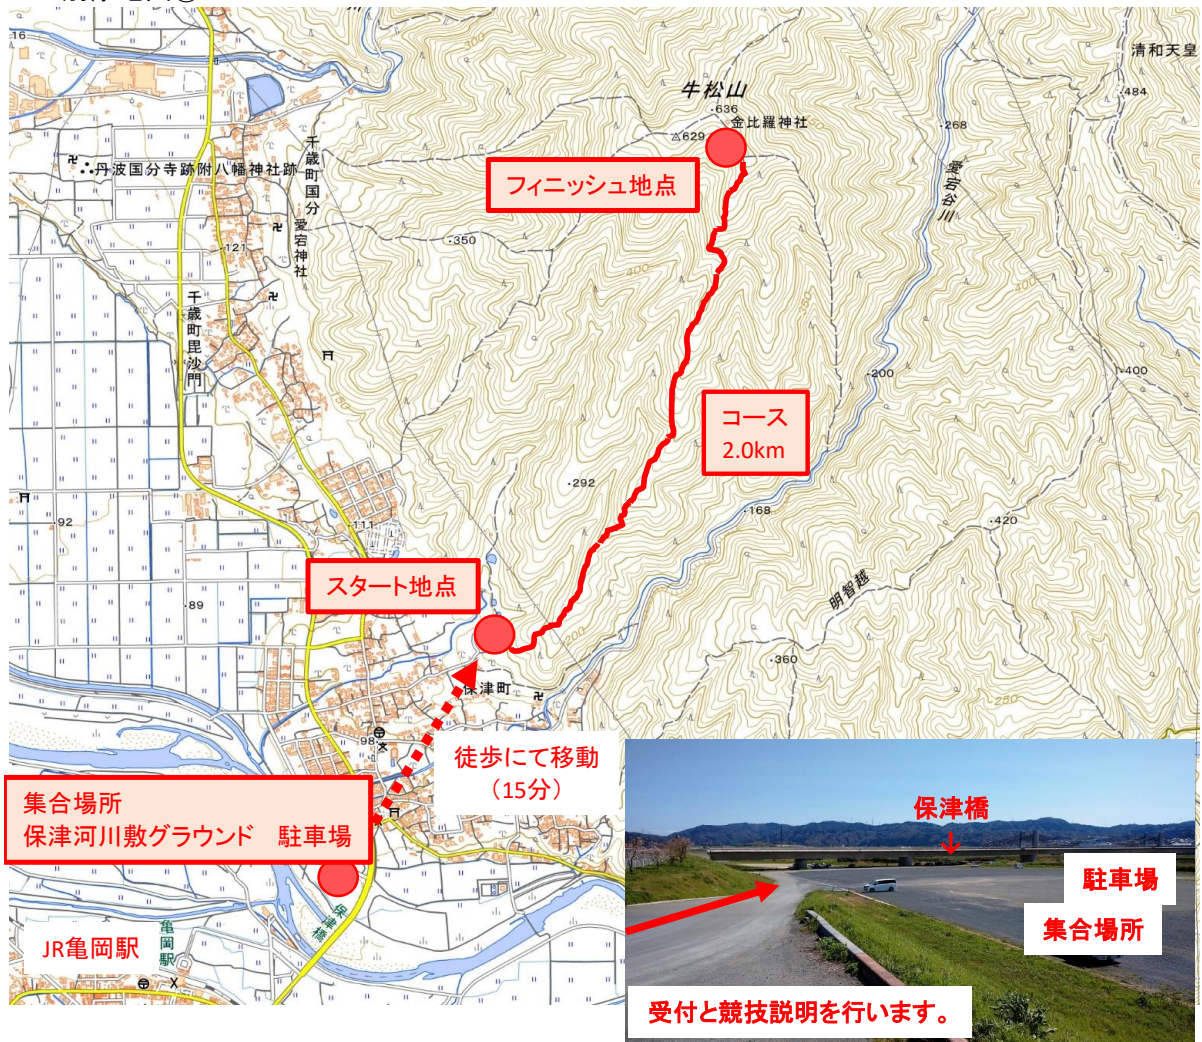 清和天皇
484
牛松山
636
金比羅神社
629
268
フィニッシュ地点
丹波国分寺跡附八幡神社跡
千歳町国分
愛宕神社
121
350
300
400
千歳町毘沙門
コース
2.0km
200
400
400
292
168
420
明智越
92
111
89
スタート地点
200
360
250
保津町
98
徒歩にて移動
（15分）
集合場所
保津河川敷グラウンド　駐車場
保津橋
JR亀岡駅
亀岡駅
保津橋
↓
駐車場
集合場所
受付と競技説明を行います。